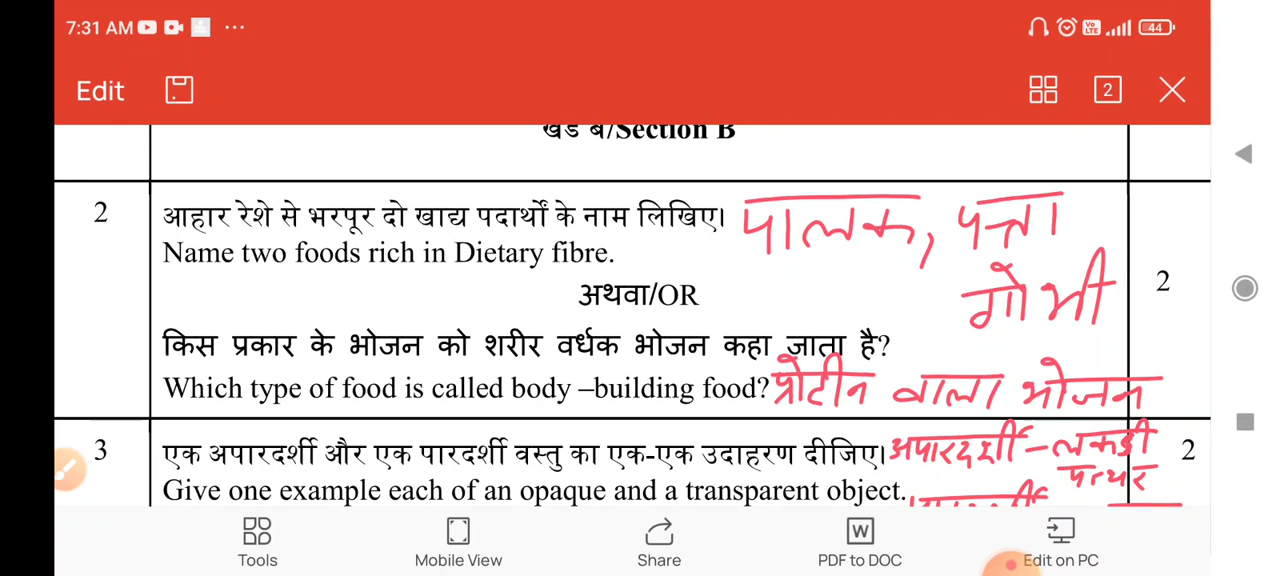 7:31 AM ... Vo LTE 44
Edit 2
खंड ब/Section B
2 आहार रेशे से भरपूर दो खाद्य पदार्थों के नाम लिखिए। पालक, पत्ता
Name two foods rich in Dietary fibre. गोभी
अथवा/OR 2
किस प्रकार के भोजन को शरीर वर्धक भोजन कहा जाता है?
Which type of food is called body –building food? प्रोटीन वाला भोजन
3 एक अपारदर्शी और एक पारदर्शी वस्तु का एक-एक उदाहरण दीजिए। अपारदर्शी – लकडी 2
पत्थर
Give one example each of an opaque and a transparent object.
Tools Mobile View Share PDF to DOC Edit on PC